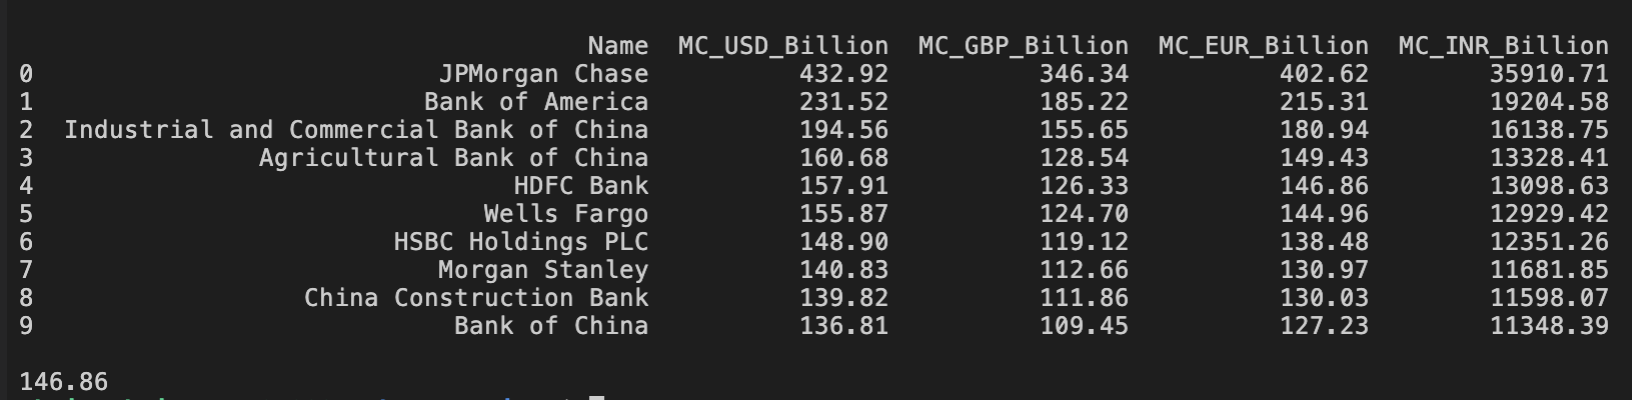 Name MC_USD_Billion MC_GBP_Billion MC_EUR_Billion MC_INR_Billion
0 JPMorgan Chase 432.92 346.34 402.62 35910.71
1 Bank of America 231.52 185.22 215.31 19204.58
2 Industrial and Commercial Bank of China 194.56 155.65 180.94 16138.75
3 Agricultural Bank of China 160.68 128.54 149.43 13328.41
4 HDFC Bank 157.91 126.33 146.86 13098.63
5 Wells Fargo 155.87 124.70 144.96 12929.42
6 HSBC Holdings PLC 148.90 119.12 138.48 12351.26
7 Morgan Stanley 140.83 112.66 130.97 11681.85
8 China Construction Bank 139.82 111.86 130.03 11598.07
9 Bank of China 136.81 109.45 127.23 11348.39
146.86